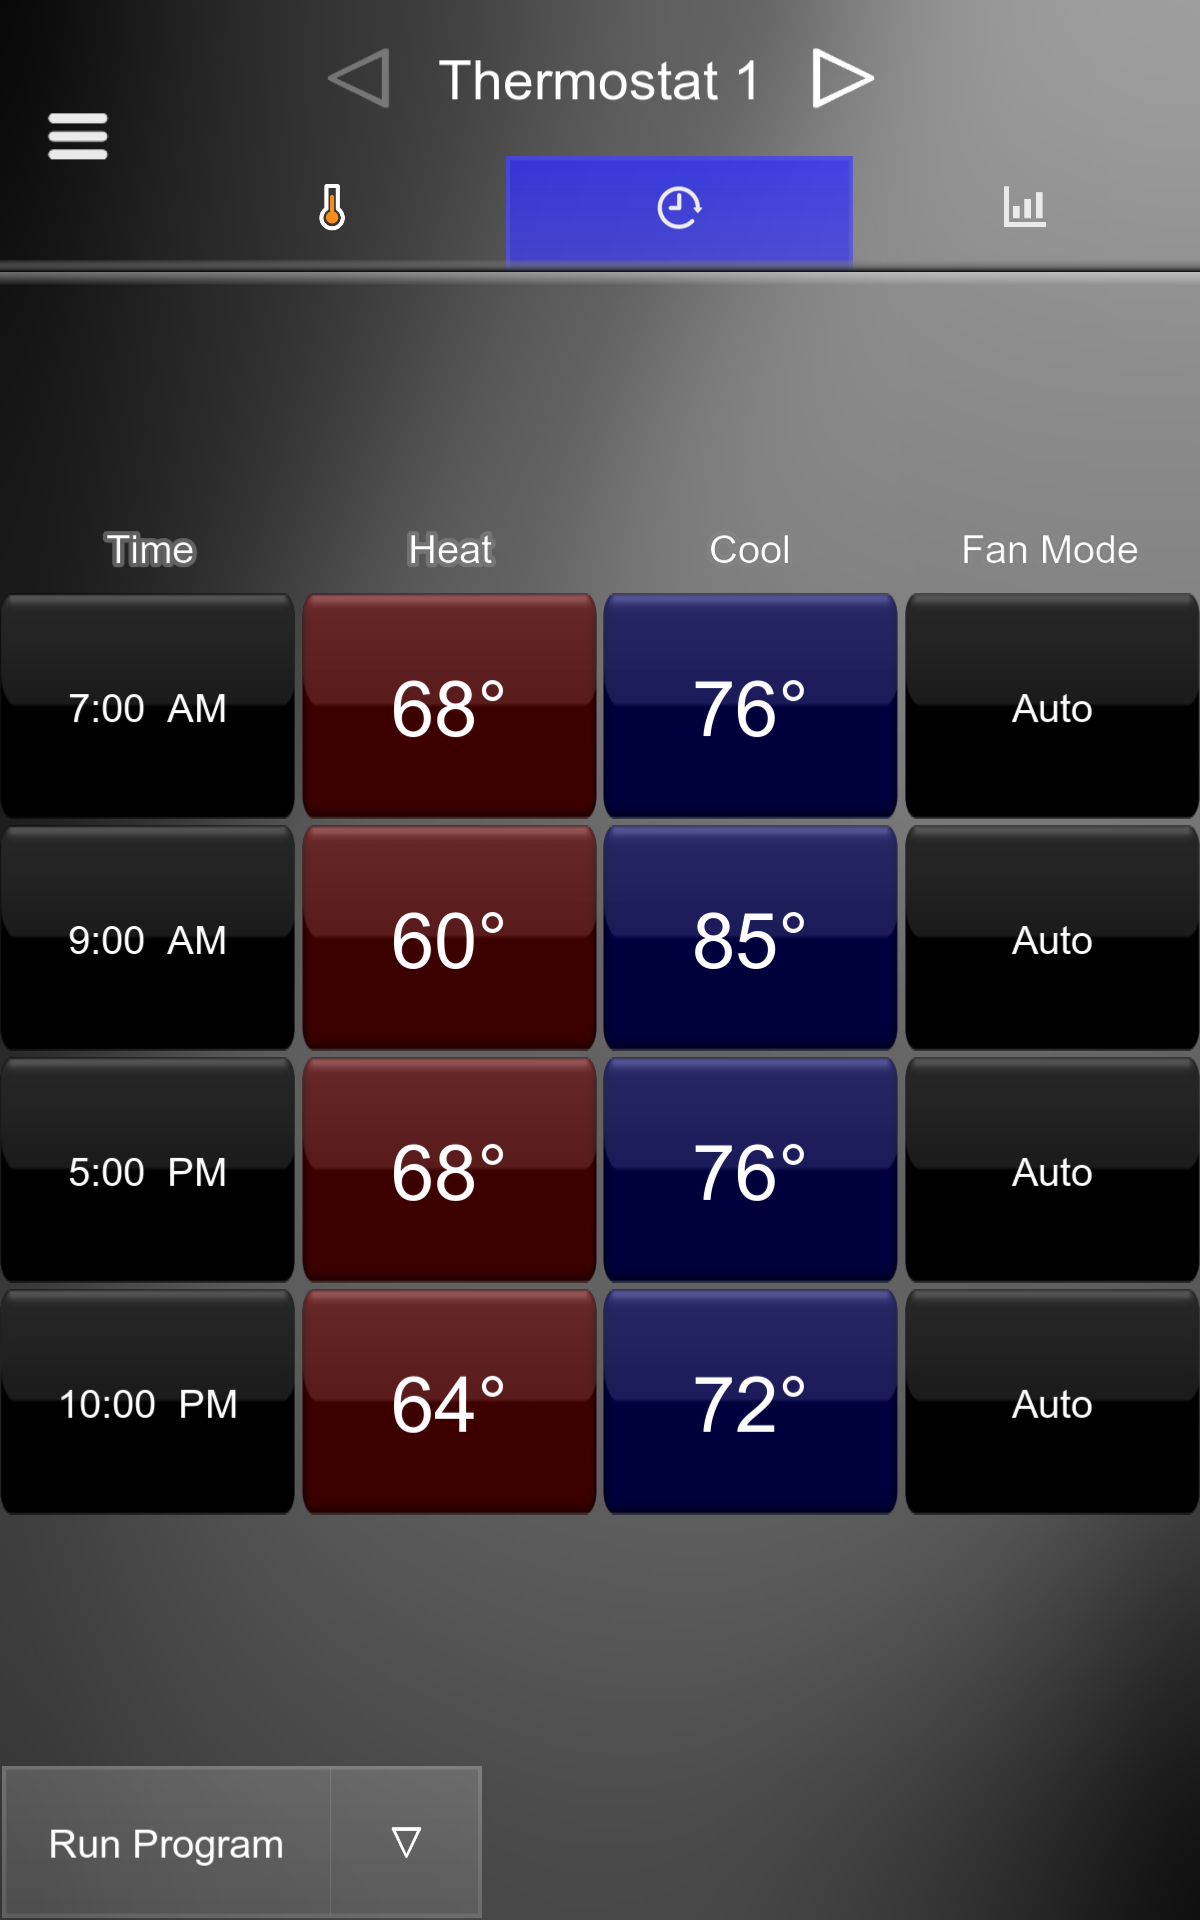 Thermostat 1
Time Heat Cool Fan Mode
7:00 AM 68° 76° Auto
9:00 AM 60° 85° Auto
5:00 PM 68° 76° Auto
10:00 PM 64° 72° Auto
Run Program